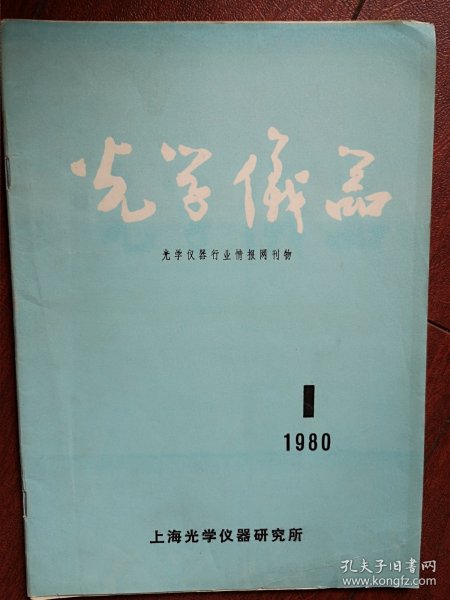 光学儀器
光学仪器行业情报网刊物
1
1980
上海光学仪器研究所
孔夫子旧书网
www.kongfz.com